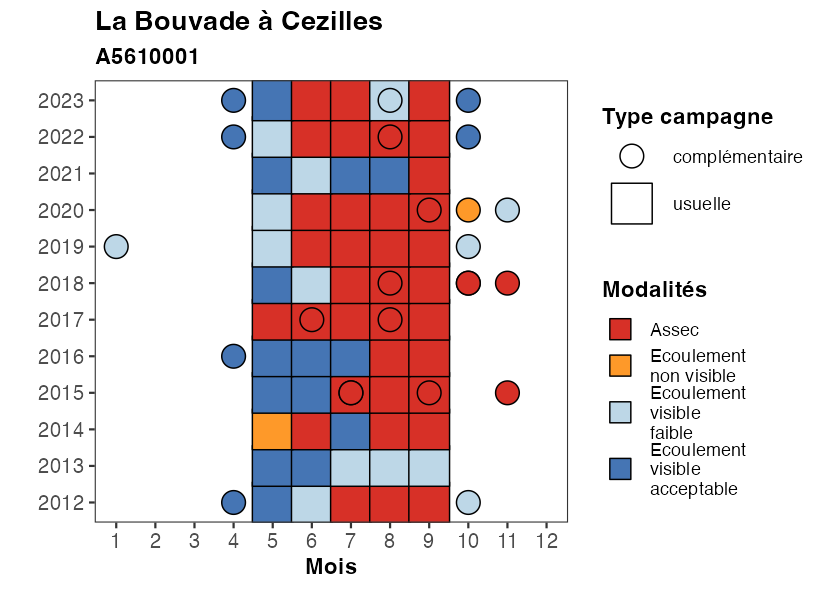 La Bouvade à Cezilles
A5610001
2023
2022
2021
2020
2019
2018
2017
2016
2015
2014
2013
2012
1 2 3 4 5 6 7 8 9 10 11 12
Mois
Type campagne
complémentaire
usuelle
Modalités
Assec
Ecoulement
non visible
Ecoulement
visible
faible
Ecoulement
visible
acceptable